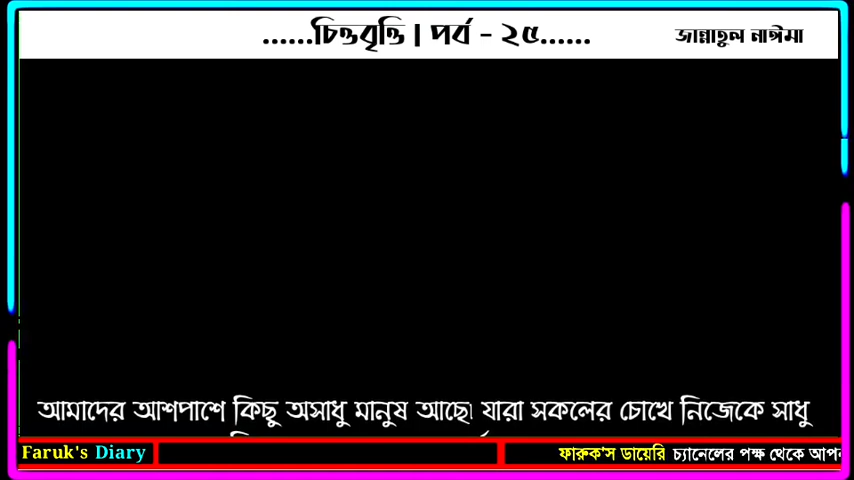 ......চিত্তবৃত্তি | পর্ব - ২৫......
জান্নাতুল নাঈমা
আমাদের আশপাশে কিছু অসাধু মানুষ আছে৷ যারা সকলের চোখে নিজেকে সাধু
Faruk's Diary
ফারুক'স ডায়েরি চ্যানেলের পক্ষ থেকে